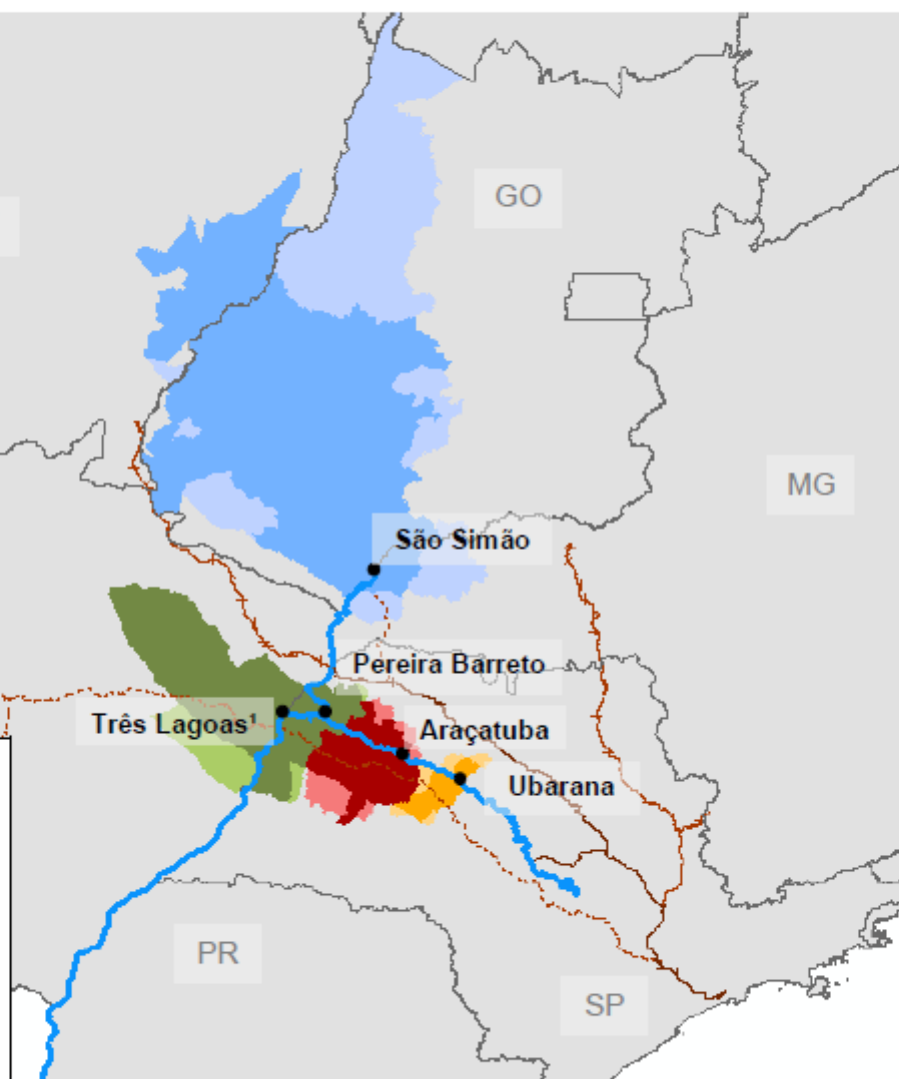 GO
MG
São Simão
Pereira Barreto
Três Lagoas¹
Araçatuba
Ubarana
PR
SP